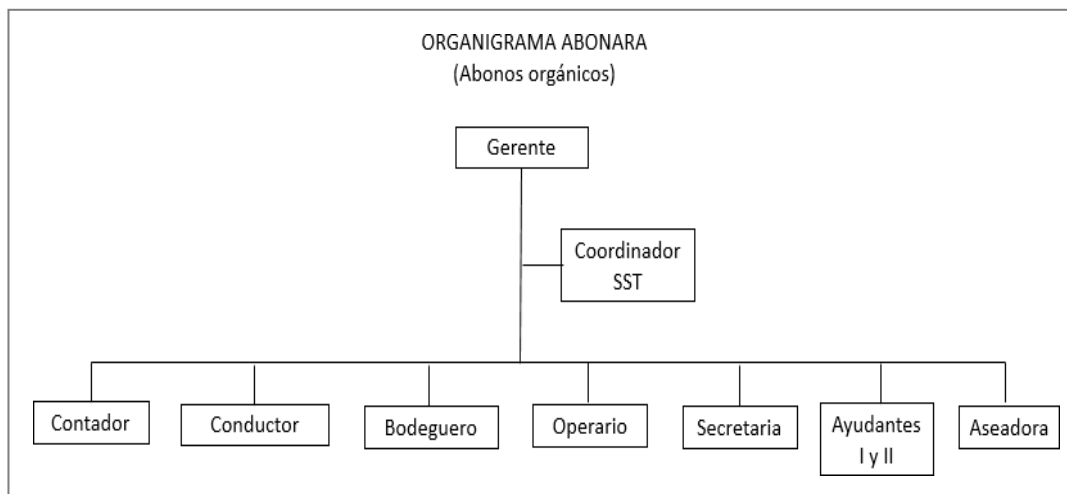 ORGANIGRAMA ABONARA
(Abonos orgánicos)
Gerente
Coordinador
SST
Contador
Conductor
Bodeguero
Operario
Secretaria
Ayudantes
I y II
Aseadora